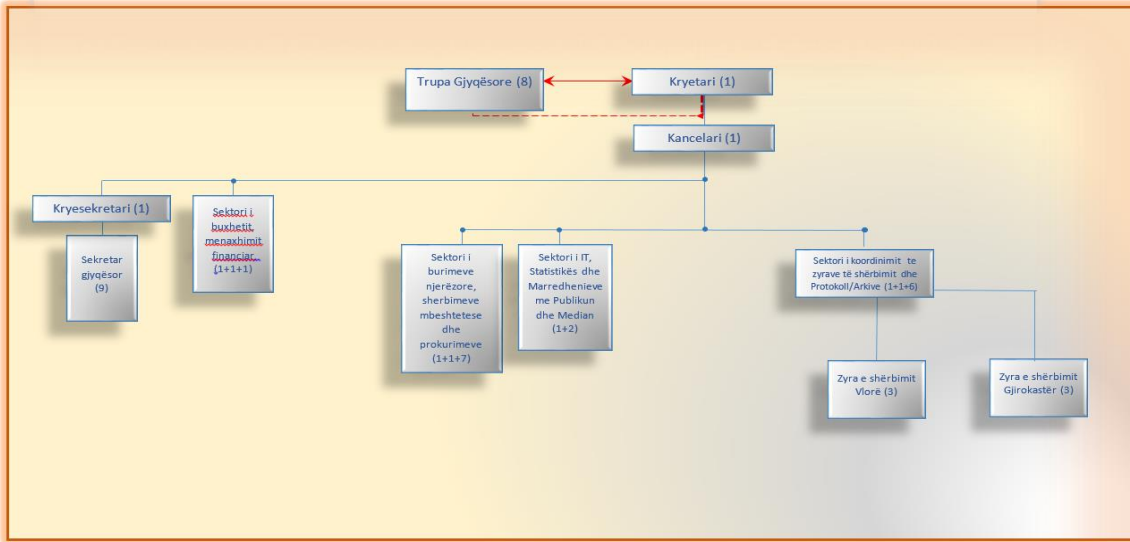 Trupa Gjyqësore (8)
Kryetari (1)
Kancelari (1)
Kryesekretari (1)
Sekretar
gjyqësor
(9)
Sektori i
buxhetit,
menaxhimit
financiar,
(1+1+1)
Sektori i
burimeve
njerëzore,
sherbimeve
mbeshtetese
dhe
prokurimeve
(1+1+7)
Sektori i IT,
Statistikës dhe
Marredhenieve
me Publikun
dhe Median
(1+2)
Sektori i koordinimit te
zyrave të shërbimit dhe
Protokoll/Arkive (1+1+6)
Zyra e shërbimit
Vlorë (3)
Zyra e shërbimit
Gjirokastër (3)